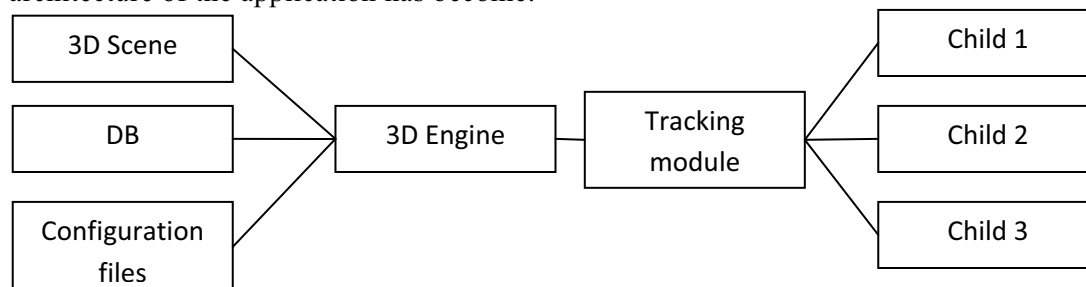 architecture of the application has become:
3D Scene
DB
Configuration
files
3D Engine
Tracking
module
Child 1
Child 2
Child 3